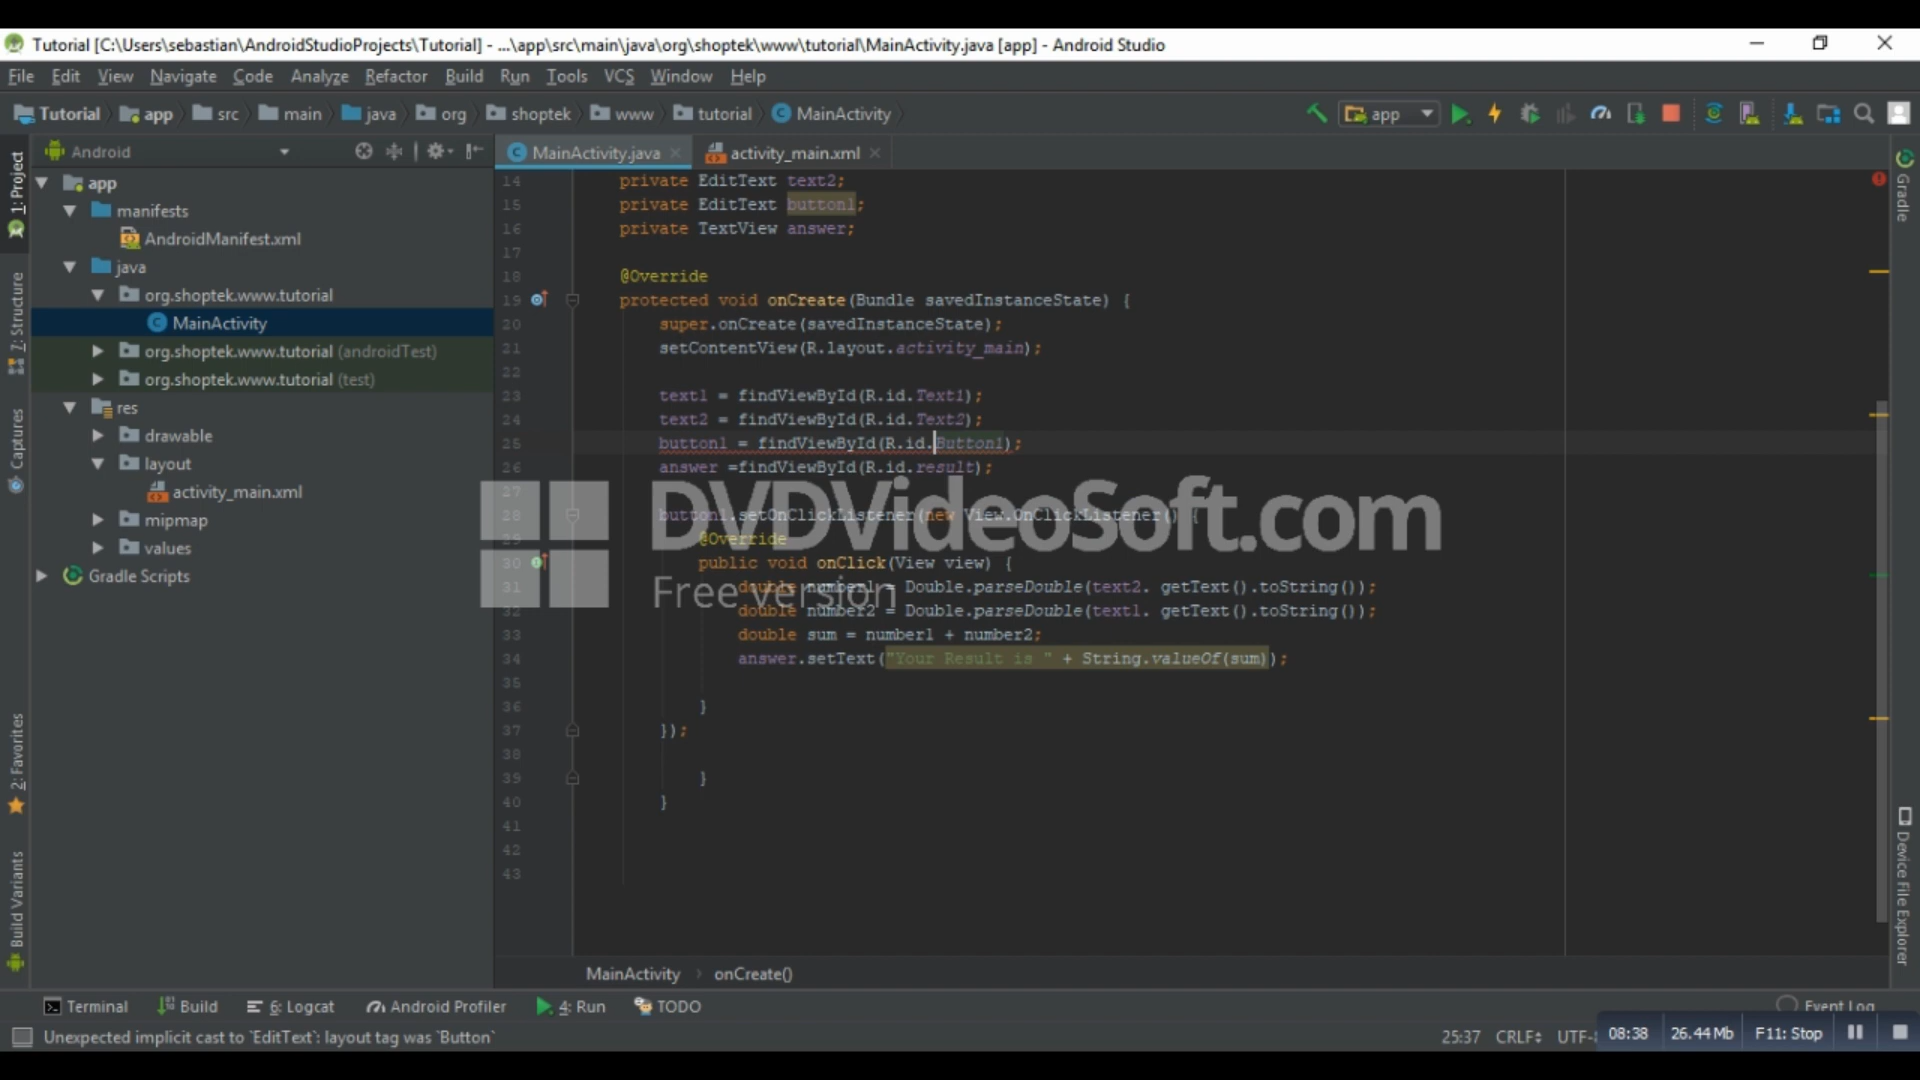 Tutorial [C:\Users\sebastian\AndroidStudioProjects\Tutorial] - ...\app\src\main\java\org\shoptek\www\tutorial\MainActivity.java [app] - Android Studio
File Edit View Navigate Code Analyze Refactor Build Run Tools VCS Window Help
Tutorial app src main java org shoptek www tutorial MainActivity app
Android
MainActivity.java activity_main.xml
1: Project
7: Structure
Captures
2: Favorites
Build Variants
app
manifests
AndroidManifest.xml
java
org.shoptek.www.tutorial
MainActivity
org.shoptek.www.tutorial (androidTest)
org.shoptek.www.tutorial (test)
res
drawable
layout
activity_main.xml
mipmap
values
Gradle Scripts
14 private EditText text2;
15 private EditText button1;
16 private TextView answer;
17
18 @Override
19 protected void onCreate(Bundle savedInstanceState) {
20 super.onCreate(savedInstanceState);
21 setContentView(R.layout.activity_main);
22
23 text1 = findViewById(R.id.Text1);
24 text2 = findViewById(R.id.Text2);
25 button1 = findViewById(R.id.Button1);
26 answer =findViewById(R.id.result);
27
28 button1.setOnClickListener(new View.OnClickListener() {
29 @Override
30 public void onClick(View view) {
31 double number1 = Double.parseDouble(text2. getText().toString());
32 double number2 = Double.parseDouble(text1. getText().toString());
33 double sum = number1 + number2;
34 answer.setText("Your Result is " + String.valueOf(sum));
35
36 }
37 });
38
39 }
40 }
41
42
43
DVDVideoSoft.com
Free version
MainActivity onCreate()
Gradle
Device File Explorer
Terminal Build 6: Logcat Android Profiler 4: Run TODO Event Log
Unexpected implicit cast to `EditText`: layout tag was `Button` 25:37 CRLF UTF-
08:38 26.44 Mb F11: Stop